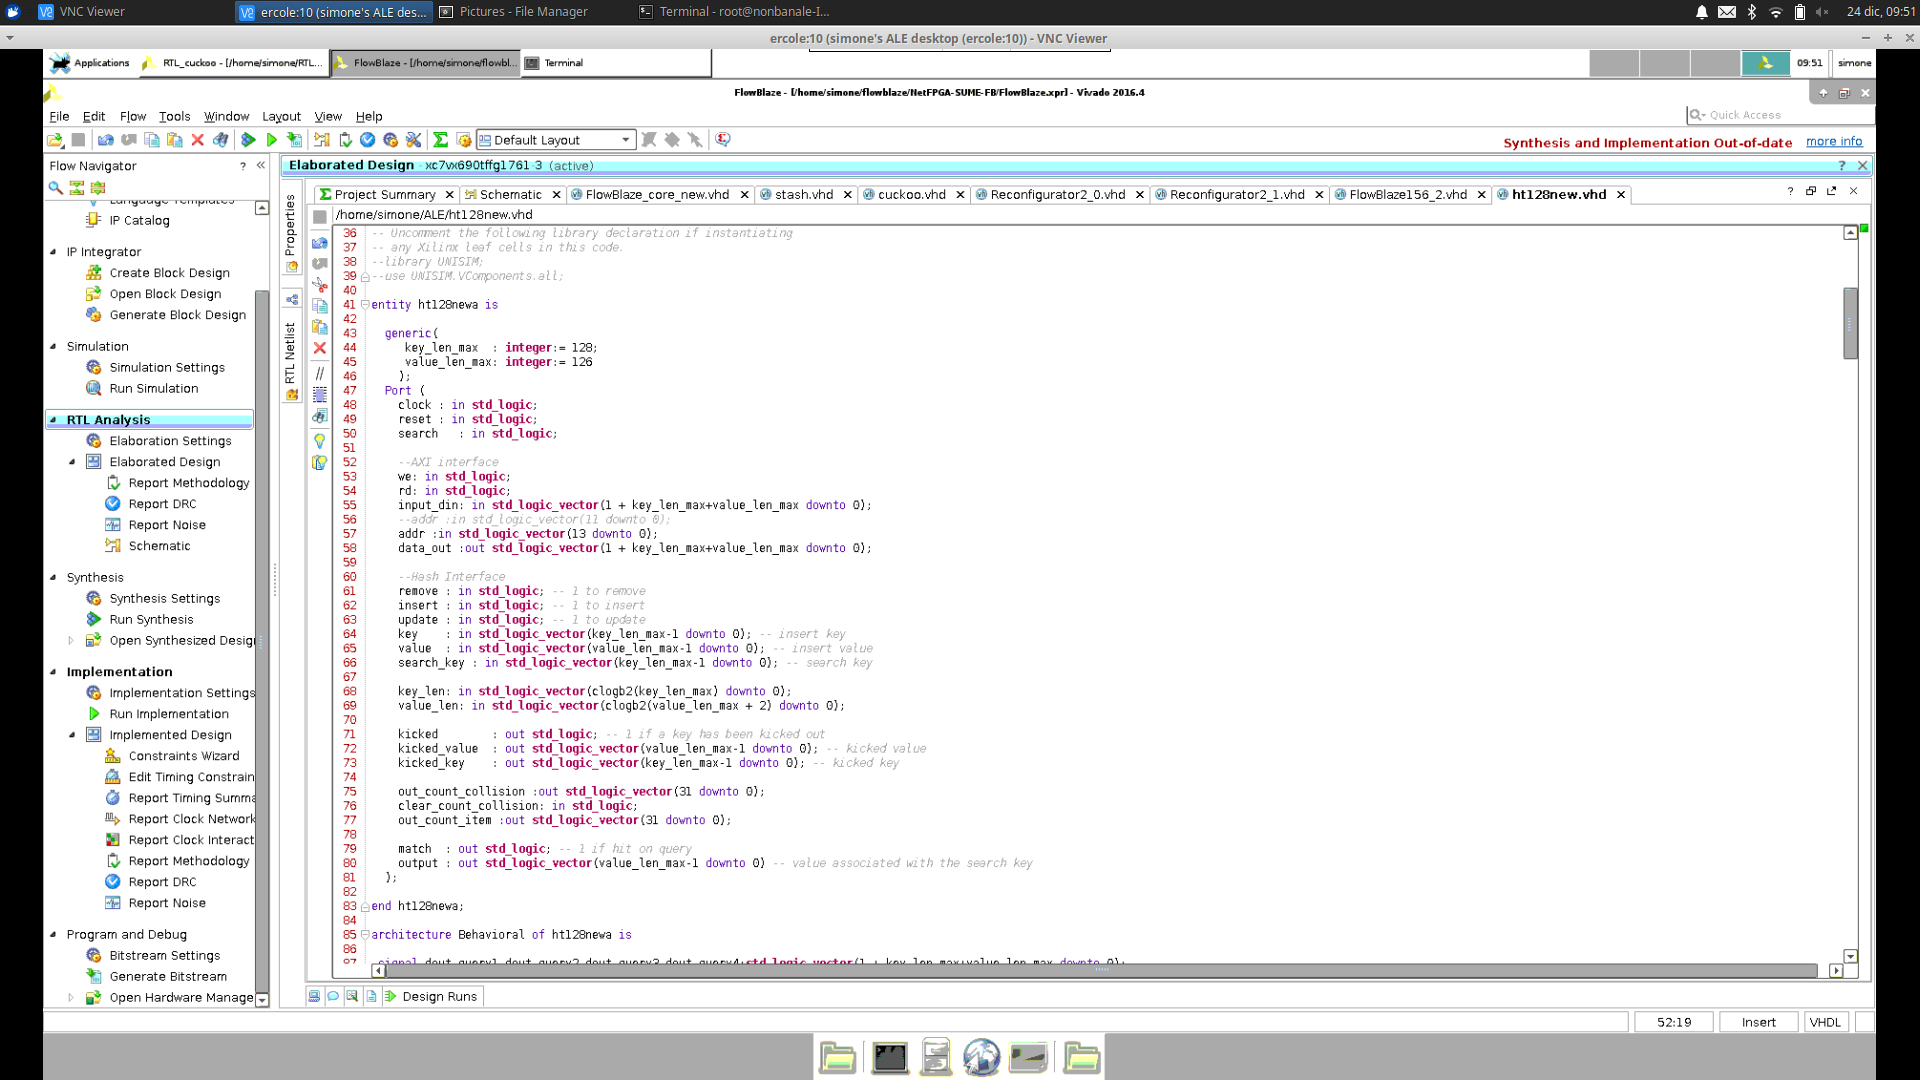 VNC Viewer
ercole:10 (simone's ALE des...
Pictures - File Manager
Terminal - root@nonbanale-I...
24 dic, 09:51
ercole:10 (simone's ALE desktop (ercole:10)) - VNC Viewer
Applications
RTL_cuckoo - [/home/simone/RTL...
FlowBlaze - [/home/simone/flowbl...
Terminal
09:51
simone
FlowBlaze - [/home/simone/flowblaze/NetFPGA-SUME-FB/FlowBlaze.xpr] - Vivado 2016.4
File Edit Flow Tools Window Layout View Help
Quick Access
Default Layout
Synthesis and Implementation Out-of-date more info
Flow Navigator
Elaborated Design - xc7vx690tffg1761-3 (active)
Language Templates
IP Catalog
IP Integrator
Create Block Design
Open Block Design
Generate Block Design
Simulation
Simulation Settings
Run Simulation
RTL Analysis
Elaboration Settings
Elaborated Design
Report Methodology
Report DRC
Report Noise
Schematic
Synthesis
Synthesis Settings
Run Synthesis
Open Synthesized Desig
Implementation
Implementation Settings
Run Implementation
Implemented Design
Constraints Wizard
Edit Timing Constrain
Report Timing Summa
Report Clock Network
Report Clock Interact
Report Methodology
Report DRC
Report Noise
Program and Debug
Bitstream Settings
Generate Bitstream
Open Hardware Manage
Properties
RTL Netlist
Project Summary
Schematic
FlowBlaze_core_new.vhd
stash.vhd
cuckoo.vhd
Reconfigurator2_0.vhd
Reconfigurator2_1.vhd
FlowBlaze156_2.vhd
ht128new.vhd
/home/simone/ALE/ht128new.vhd
36 -- Uncomment the following library declaration if instantiating
37 -- any Xilinx leaf cells in this code.
38 --library UNISIM;
39 --use UNISIM.VComponents.all;
40
41 entity ht128newa is
42
43 generic(
44 key_len_max : integer:= 128;
45 value_len_max: integer:= 126
46 );
47 Port (
48 clock : in std_logic;
49 reset : in std_logic;
50 search : in std_logic;
51
52 --AXI interface
53 we: in std_logic;
54 rd: in std_logic;
55 input_din: in std_logic_vector(1 + key_len_max+value_len_max downto 0);
56 --addr :in std_logic_vector(11 downto 0);
57 addr :in std_logic_vector(13 downto 0);
58 data_out :out std_logic_vector(1 + key_len_max+value_len_max downto 0);
59
60 --Hash Interface
61 remove : in std_logic; -- 1 to remove
62 insert : in std_logic; -- 1 to insert
63 update : in std_logic; -- 1 to update
64 key : in std_logic_vector(key_len_max-1 downto 0); -- insert key
65 value : in std_logic_vector(value_len_max-1 downto 0); -- insert value
66 search_key : in std_logic_vector(key_len_max-1 downto 0); -- search key
67
68 key_len: in std_logic_vector(clogb2(key_len_max) downto 0);
69 value_len: in std_logic_vector(clogb2(value_len_max + 2) downto 0);
70
71 kicked : out std_logic; -- 1 if a key has been kicked out
72 kicked_value : out std_logic_vector(value_len_max-1 downto 0); -- kicked value
73 kicked_key : out std_logic_vector(key_len_max-1 downto 0); -- kicked key
74
75 out_count_collision :out std_logic_vector(31 downto 0);
76 clear_count_collision: in std_logic;
77 out_count_item :out std_logic_vector(31 downto 0);
78
79 match : out std_logic; -- 1 if hit on query
80 output : out std_logic_vector(value_len_max-1 downto 0) -- value associated with the search key
81 );
82
83 end ht128newa;
84
85 architecture Behavioral of ht128newa is
86
87 signal dout_query1,dout_query2,dout_query3,dout_query4:std_logic_vector(1 + key_len_max+value_len_max downto 0);
Design Runs
52:19
Insert
VHDL